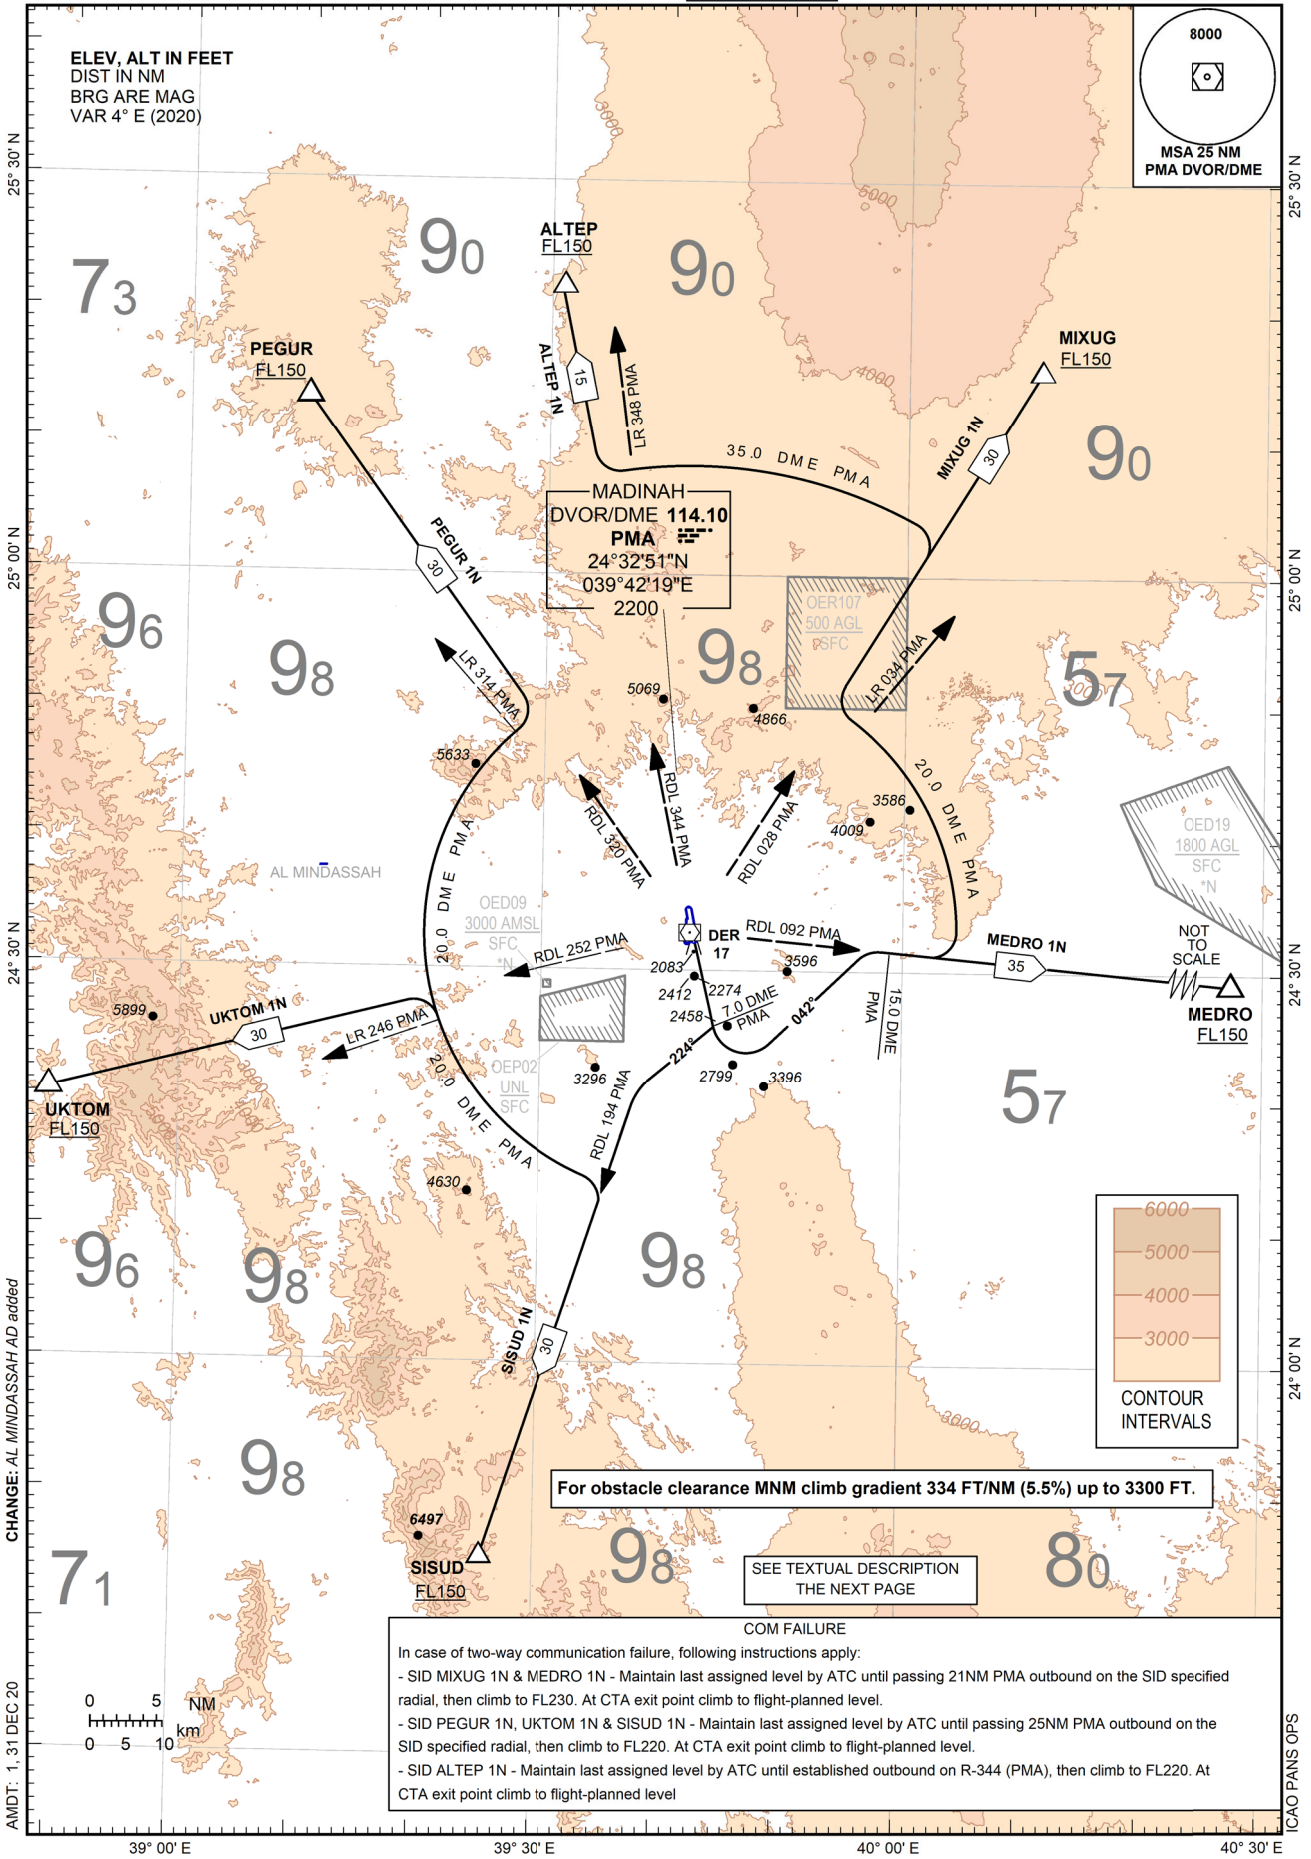 ELEV, ALT IN FEET
DIST IN NM
BRG ARE MAG
VAR 4° E (2020)
8000
MSA 25 NM
PMA DVOR/DME
25° 30' N
25° 30' N
3000
5000
4000
73
90
90
90
ALTEP
FL150
ALTEP 1N
15
LR 348 PMA
PEGUR
FL150
PEGUR 1N
30
LR 314 PMA
MIXUG
FL150
MIXUG 1N
30
LR 034 PMA
35.0 DME PMA
MADINAH
DVOR/DME 114.10
PMA
24°32'51"N
039°42'19"E
2200
25° 00' N
25° 00' N
96
98
98
57
3000
OER107
500 AGL
SFC
5069
4866
5633
3586
4009
20.0 DME PMA
20.0 DME PMA
RDL 320 PMA
RDL 344 PMA
RDL 028 PMA
AL MINDASSAH
OED19
1800 AGL
SFC
*N
OED09
3000 AMSL
SFC
*N
RDL 252 PMA
DER
17
RDL 092 PMA
MEDRO 1N
35
NOT
TO
SCALE
MEDRO
FL150
24° 30' N
24° 30' N
2083
2412
2274
2458
3596
7.0 DME
PMA
042°
224°
15.0 DME
PMA
5899
UKTOM 1N
30
LR 246 PMA
UKTOM
FL150
3000
4000
20.0 DME PMA
OEP02
UNL
SFC
3296
2799
3396
RDL 194 PMA
57
4630
96
98
98
6000
5000
4000
3000
CONTOUR
INTERVALS
SISUD 1N
30
24° 00' N
24° 00' N
3000
98
For obstacle clearance MNM climb gradient 334 FT/NM (5.5%) up to 3300 FT.
6497
SISUD
FL150
71
98
80
SEE TEXTUAL DESCRIPTION
THE NEXT PAGE
COM FAILURE
In case of two-way communication failure, following instructions apply:
- SID MIXUG 1N & MEDRO 1N - Maintain last assigned level by ATC until passing 21NM PMA outbound on the SID specified
radial, then climb to FL230. At CTA exit point climb to flight-planned level.
- SID PEGUR 1N, UKTOM 1N & SISUD 1N - Maintain last assigned level by ATC until passing 25NM PMA outbound on the
SID specified radial, then climb to FL220. At CTA exit point climb to flight-planned level.
- SID ALTEP 1N - Maintain last assigned level by ATC until established outbound on R-344 (PMA), then climb to FL220. At
CTA exit point climb to flight-planned level
0 5 NM
km
0 5 10
CHANGE: AL MINDASSAH AD added
AMDT: 1, 31 DEC 20
ICAO PANS OPS
39° 00' E
39° 30' E
40° 00' E
40° 30' E